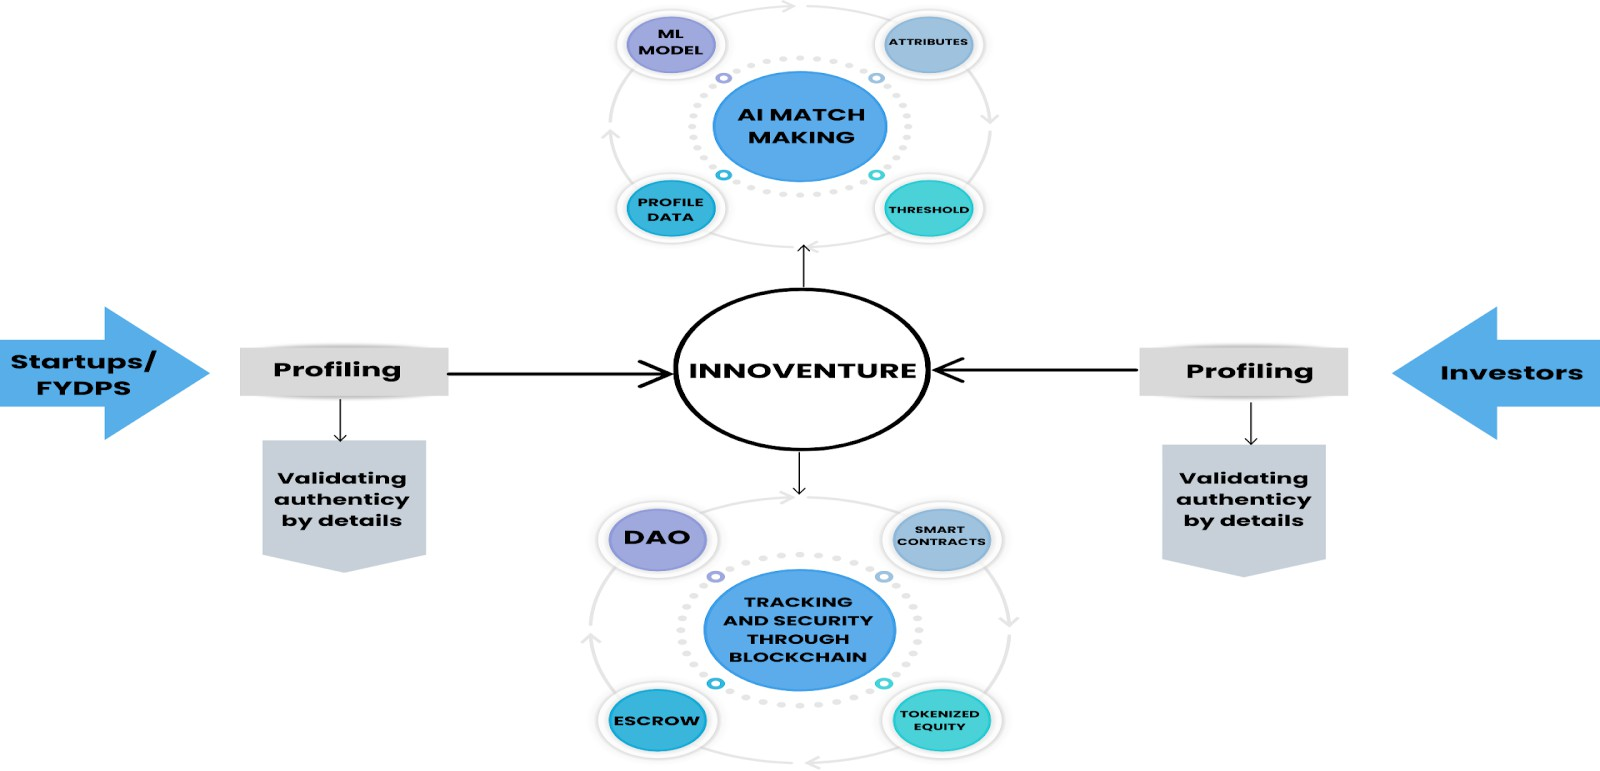 ML
MODEL
ATTRIBUTES
AI MATCH
MAKING
PROFILE
DATA
THRESHOLD
Startups/
FYDPS
Profiling
INNOVENTURE
Profiling
Investors
Validating
authenticy
by details
Validating
authenticy
by details
DAO
SMART
CONTRACTS
TRACKING
AND SECURITY
THROUGH
BLOCKCHAIN
ESCROW
TOKENIZED
EQUITY